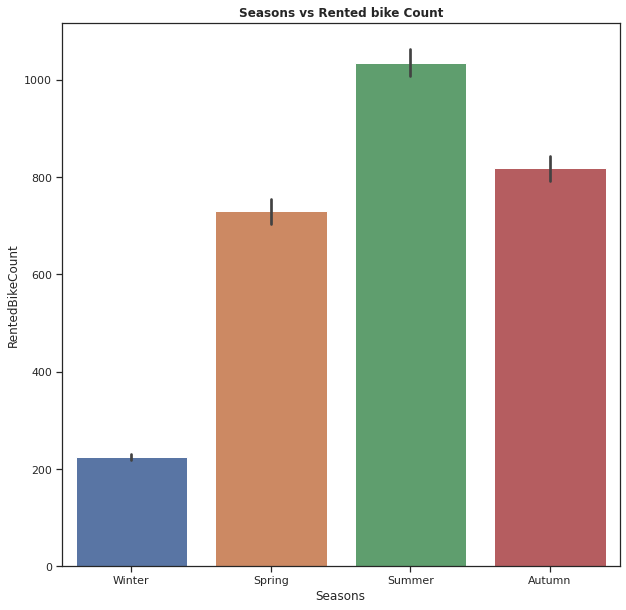 Seasons vs Rented bike Count
RentedBikeCount
1000
800
600
400
200
0
Winter
Spring
Summer
Autumn
Seasons